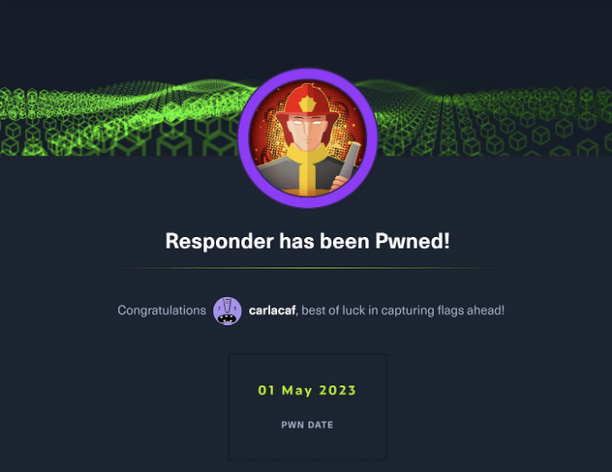 Responder has been Pwned!
Congratulations carlacaf, best of luck in capturing flags ahead!
01 May 2023
PWN DATE